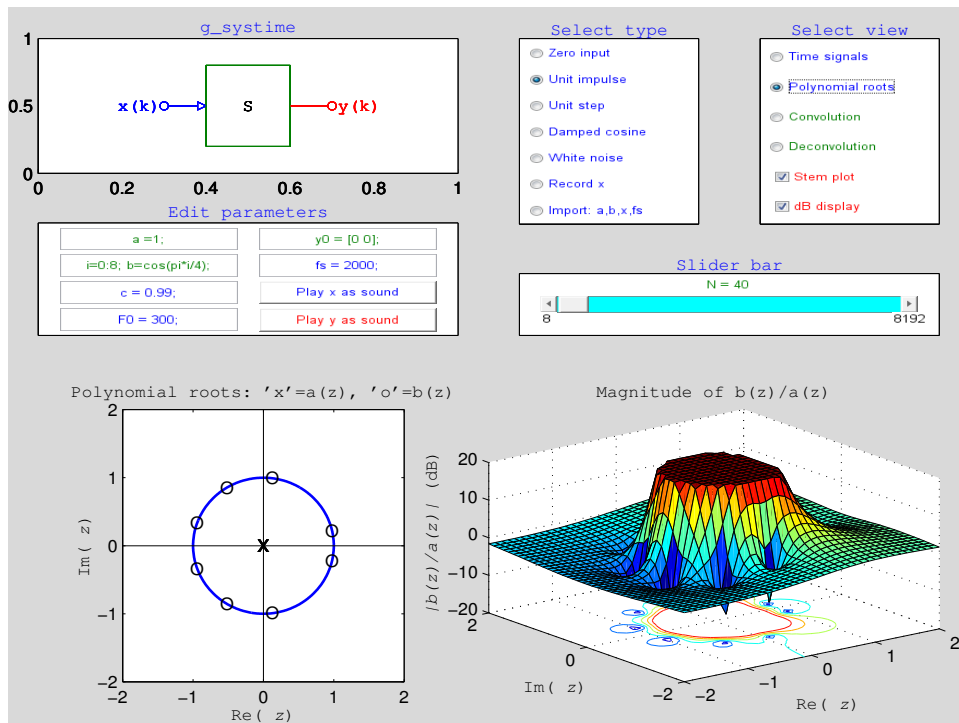 g_systime
1
0.5
0
x(k)
S
y(k)
0
0.2
0.4
0.6
0.8
1
Select type
Zero input
Unit impulse
Unit step
Damped cosine
White noise
Record x
Import: a,b,x,fs
Select view
Time signals
Polynomial roots
Convolution
Deconvolution
Stem plot
dB display
Edit parameters
a =1;
y0 = [0 0];
i=0:8; b=cos(pi*i/4);
fs = 2000;
c = 0.99;
Play x as sound
F0 = 300;
Play y as sound
Slider bar
N = 40
8
8192
Polynomial roots: 'x'=a(z), 'o'=b(z)
2
1
0
−1
−2
Im( z)
−2
−1
0
1
2
Re( z)
Magnitude of b(z)/a(z)
|b(z)/a(z)| (dB)
20
10
0
−10
−20
2
0
−2
Im( z)
−2
−1
0
1
2
Re( z)